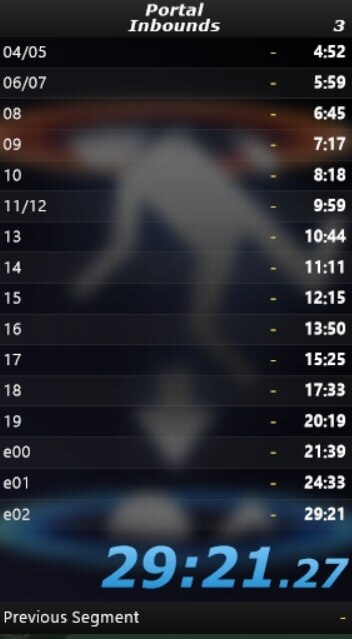 Portal
Inbounds 3
04/05 - 4:52
06/07 - 5:59
08 - 6:45
09 - 7:17
10 - 8:18
11/12 - 9:59
13 - 10:44
14 - 11:11
15 - 12:15
16 - 13:50
17 - 15:25
18 - 17:33
19 - 20:19
e00 - 21:39
e01 - 24:33
e02 - 29:21
29:21.27
Previous Segment -